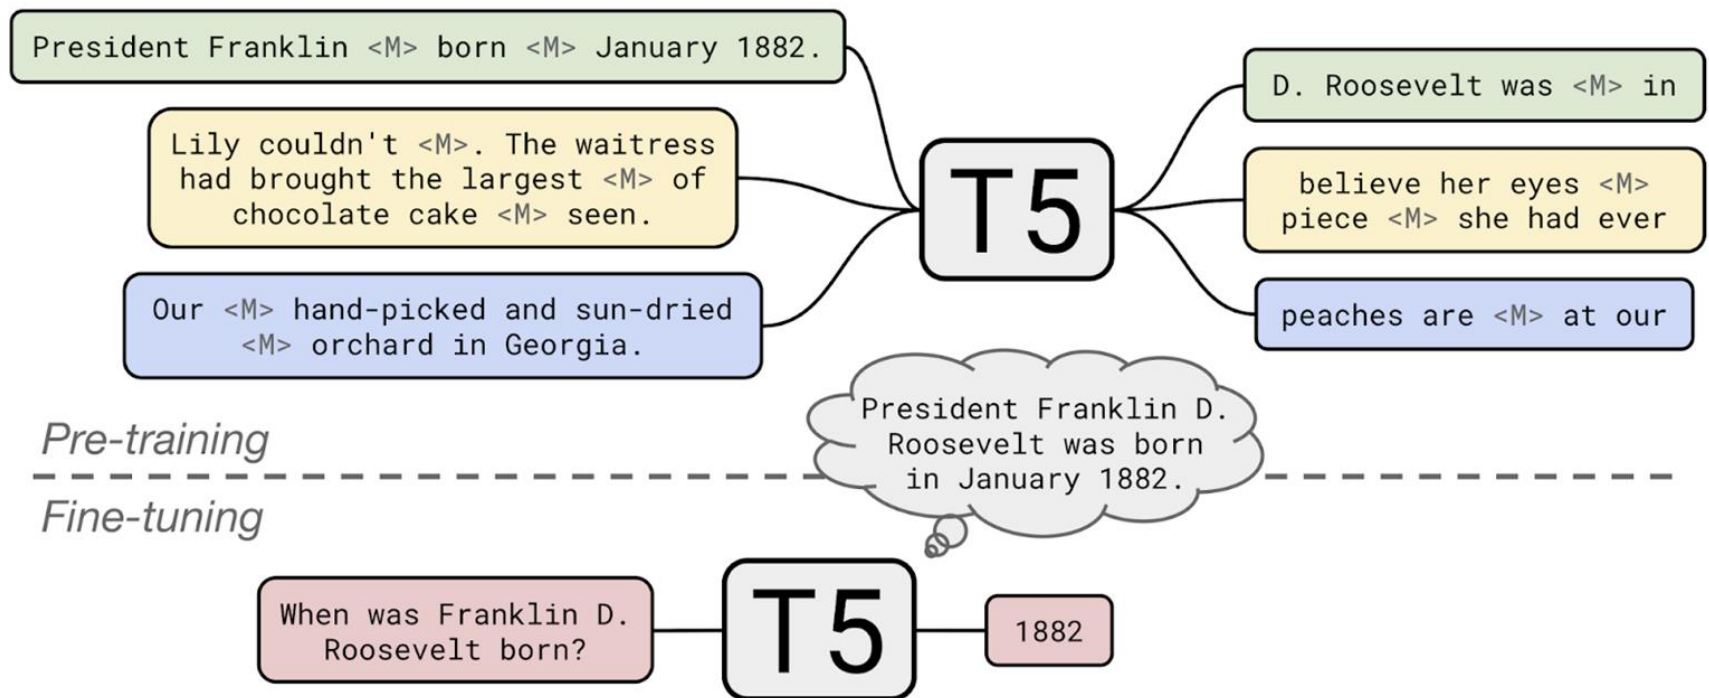 President Franklin <M> born <M> January 1882.
Lily couldn't <M>. The waitress
had brought the largest <M> of
chocolate cake <M> seen.
Our <M> hand-picked and sun-dried
<M> orchard in Georgia.
T5
D. Roosevelt was <M> in
believe her eyes <M>
piece <M> she had ever
peaches are <M> at our
Pre-training
President Franklin D.
Roosevelt was born
in January 1882.
Fine-tuning
When was Franklin D.
Roosevelt born?
T5
1882